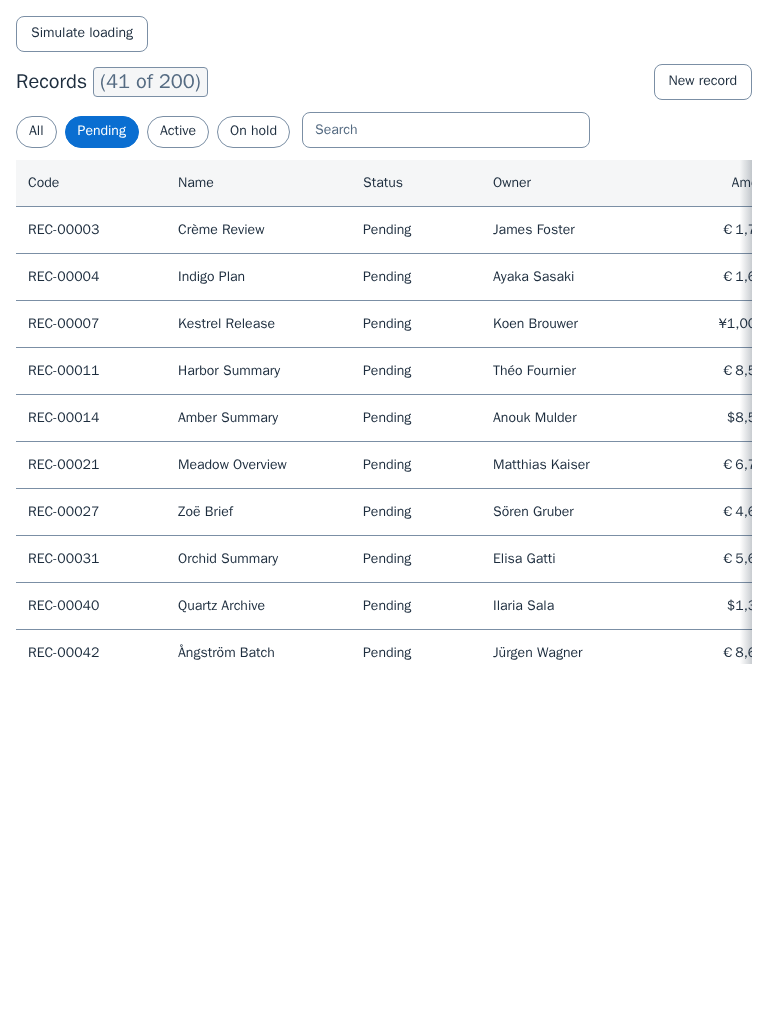 Simulate loading
Records (41 of 200) New record
All Pending Active On hold Search
Code Name Status Owner
REC-00003 Crème Review Pending James Foster
REC-00004 Indigo Plan Pending Ayaka Sasaki
REC-00007 Kestrel Release Pending Koen Brouwer
REC-00011 Harbor Summary Pending Théo Fournier
REC-00014 Amber Summary Pending Anouk Mulder
REC-00021 Meadow Overview Pending Matthias Kaiser
REC-00027 Zoë Brief Pending Sören Gruber
REC-00031 Orchid Summary Pending Elisa Gatti
REC-00040 Quartz Archive Pending Ilaria Sala
REC-00042 Ångström Batch Pending Jürgen Wagner